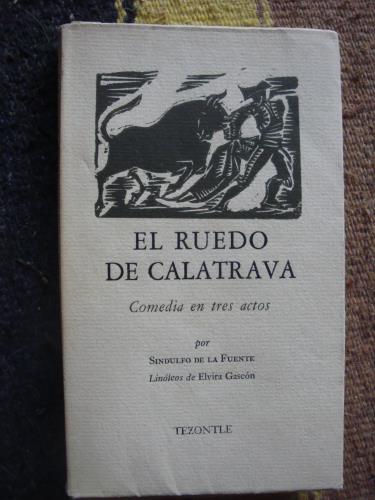 EL RUEDO
DE CALATRAVA
Comedia en tres actos
por
SINDULFO DE LA FUENTE
Linóleos de Elvira Gascón
TEZONTLE